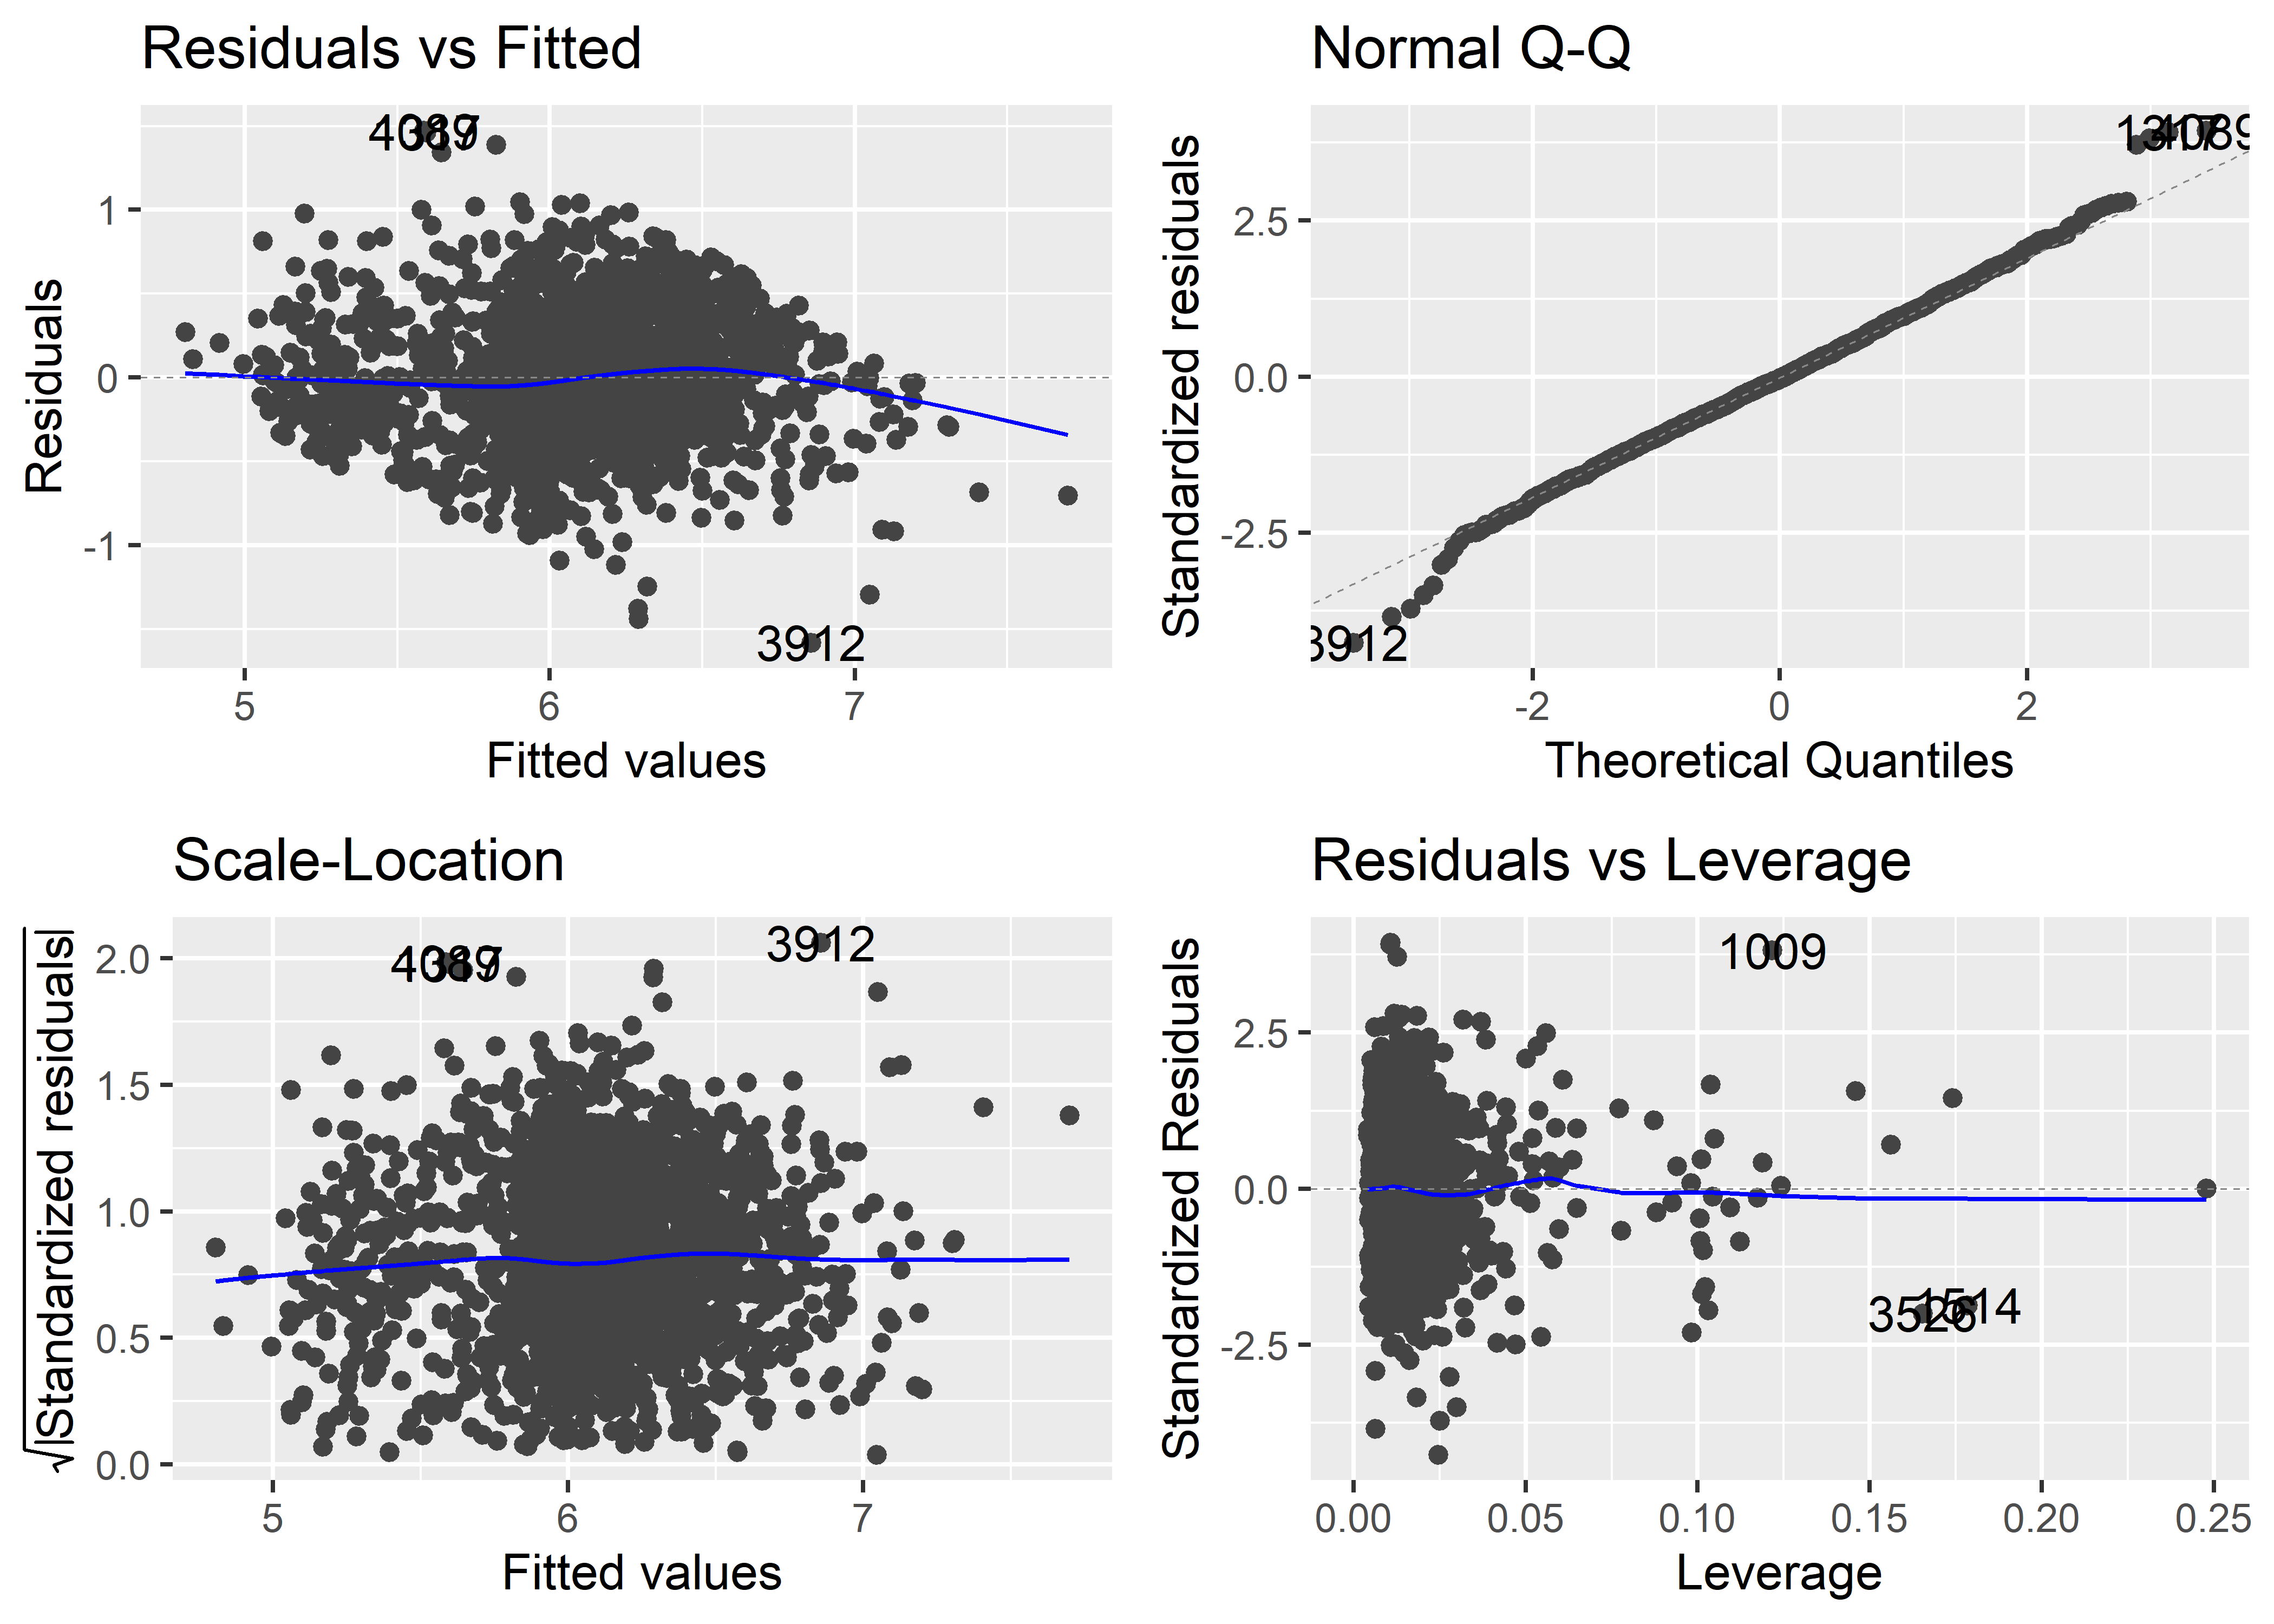 Residuals vs Fitted
Residuals
1
0
-1
3912
5
6
7
Fitted values
Normal Q-Q
Standardized residuals
2.5
0.0
-2.5
3912
-2
0
2
Theoretical Quantiles
Scale-Location
√|Standardized residuals|
2.0
1.5
1.0
0.5
0.0
3912
5
6
7
Fitted values
Residuals vs Leverage
Standardized Residuals
2.5
0.0
-2.5
1009
3526
1514
0.00
0.05
0.10
0.15
0.20
0.25
Leverage